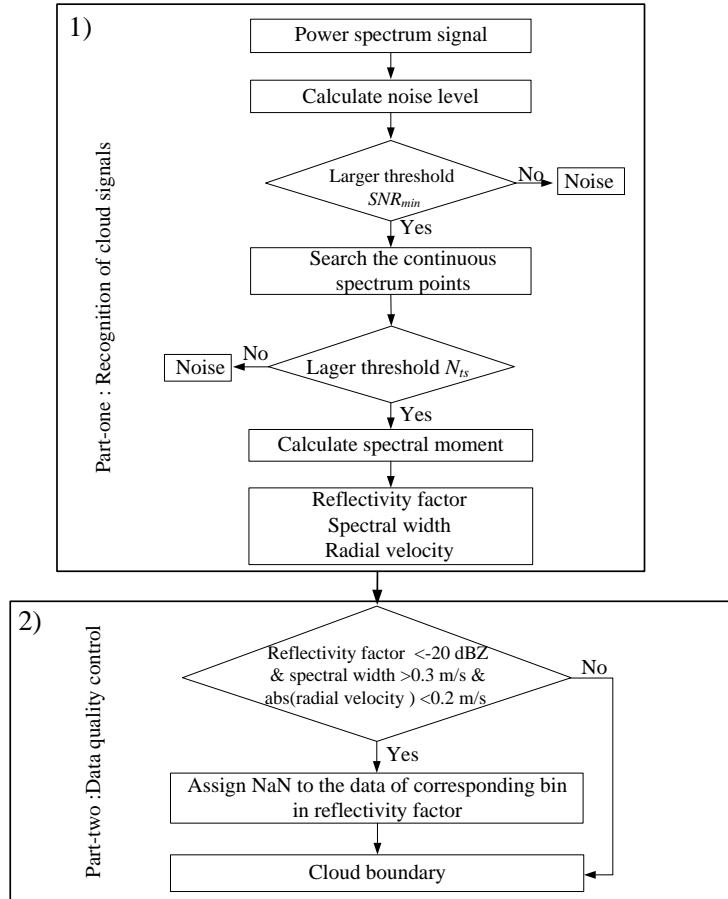 1)
Part-one : Recognition of cloud signals
Power spectrum signal
Calculate noise level
Larger threshold
SNRmin
No
Noise
Yes
Search the continuous
spectrum points
Lager threshold Nts
No
Noise
Yes
Calculate spectral moment
Reflectivity factor
Spectral width
Radial velocity
2)
Part-two :Data quality control
Reflectivity factor <-20 dBZ
& spectral width >0.3 m/s &
abs(radial velocity ) <0.2 m/s
No
Yes
Assign NaN to the data of corresponding bin
in reflectivity factor
Cloud boundary